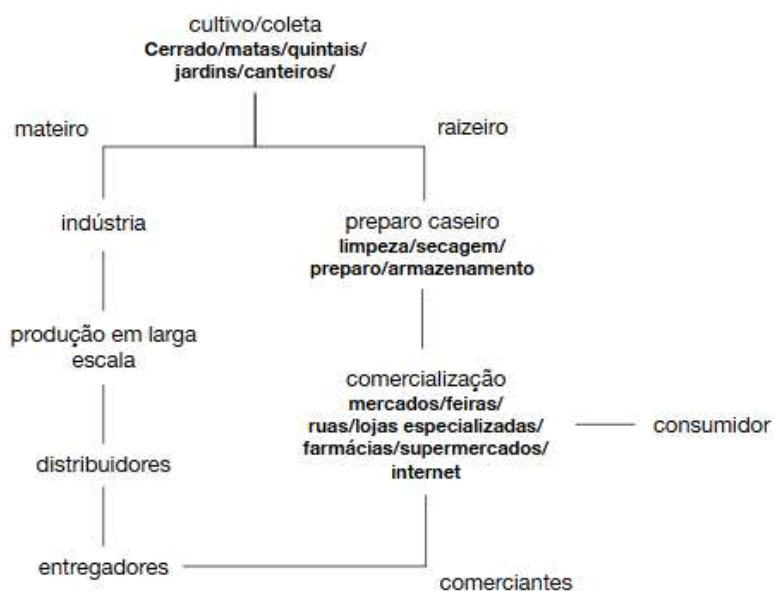 cultivo/coleta
Cerrado/matas/quintais/
jardins/canteiros/
mateiro
raizeiro
indústria
preparo caseiro
limpeza/secagem/
preparo/armazenamento
produção em larga
escala
comercialização
mercados/feiras/
ruas/lojas especializadas/
farmácias/supermercados/
internet
consumidor
distribuidores
entregadores
comerciantes